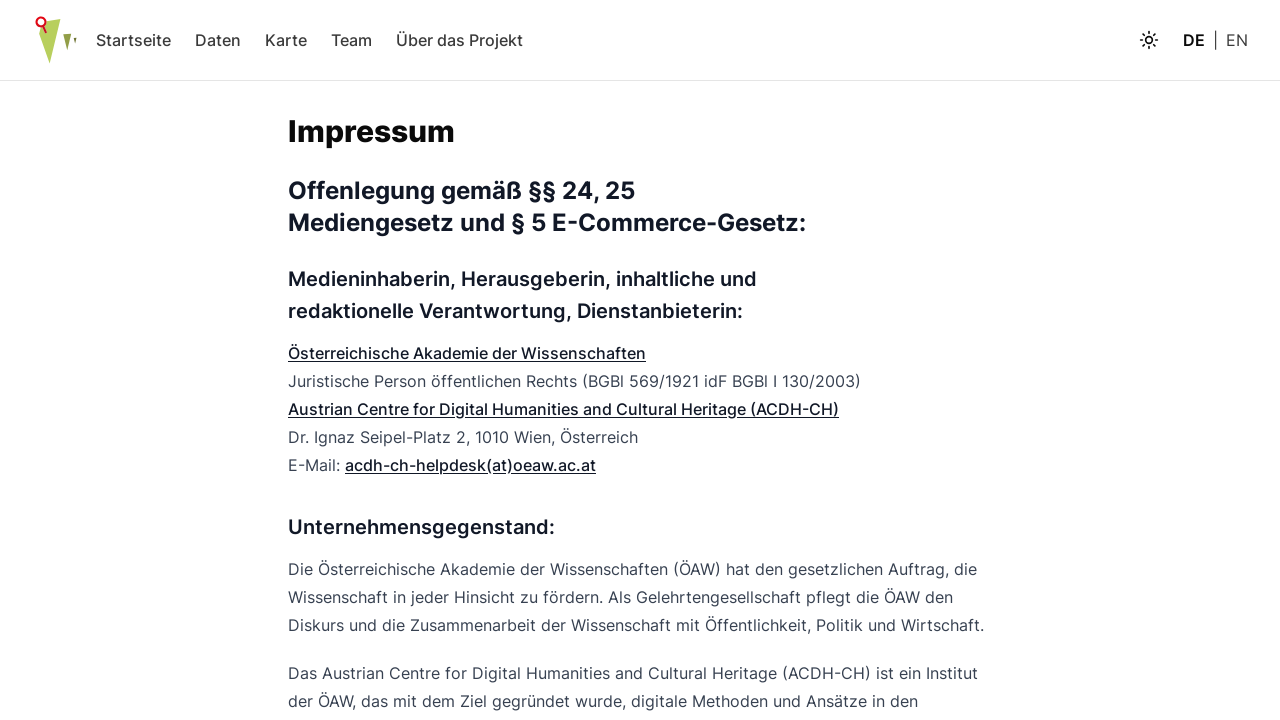 Startseite Daten Karte Team Über das Projekt DE | EN
Impressum
Offenlegung gemäß §§ 24, 25
Mediengesetz und § 5 E-Commerce-Gesetz:
Medieninhaberin, Herausgeberin, inhaltliche und
redaktionelle Verantwortung, Dienstanbieterin:
Österreichische Akademie der Wissenschaften
Juristische Person öffentlichen Rechts (BGBl 569/1921 idF BGBl I 130/2003)
Austrian Centre for Digital Humanities and Cultural Heritage (ACDH-CH)
Dr. Ignaz Seipel-Platz 2, 1010 Wien, Österreich
E-Mail: acdh-ch-helpdesk(at)oeaw.ac.at
Unternehmensgegenstand:
Die Österreichische Akademie der Wissenschaften (ÖAW) hat den gesetzlichen Auftrag, die
Wissenschaft in jeder Hinsicht zu fördern. Als Gelehrtengesellschaft pflegt die ÖAW den
Diskurs und die Zusammenarbeit der Wissenschaft mit Öffentlichkeit, Politik und Wirtschaft.
Das Austrian Centre for Digital Humanities and Cultural Heritage (ACDH-CH) ist ein Institut
der ÖAW, das mit dem Ziel gegründet wurde, digitale Methoden und Ansätze in den